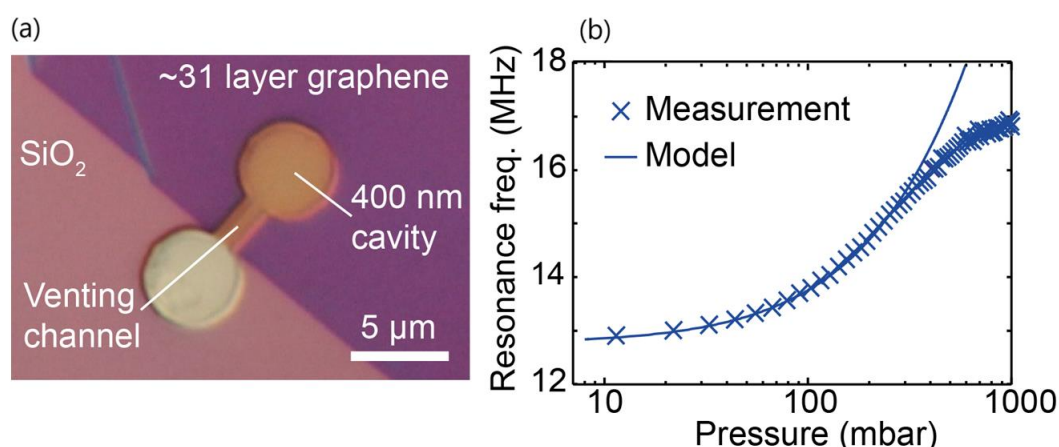 (a)
~31 layer graphene
SiO₂
400 nm
cavity
Venting
channel
5 µm
(b)
Resonance freq. (MHz)
18
16
14
12
× Measurement
— Model
10
100
1000
Pressure (mbar)